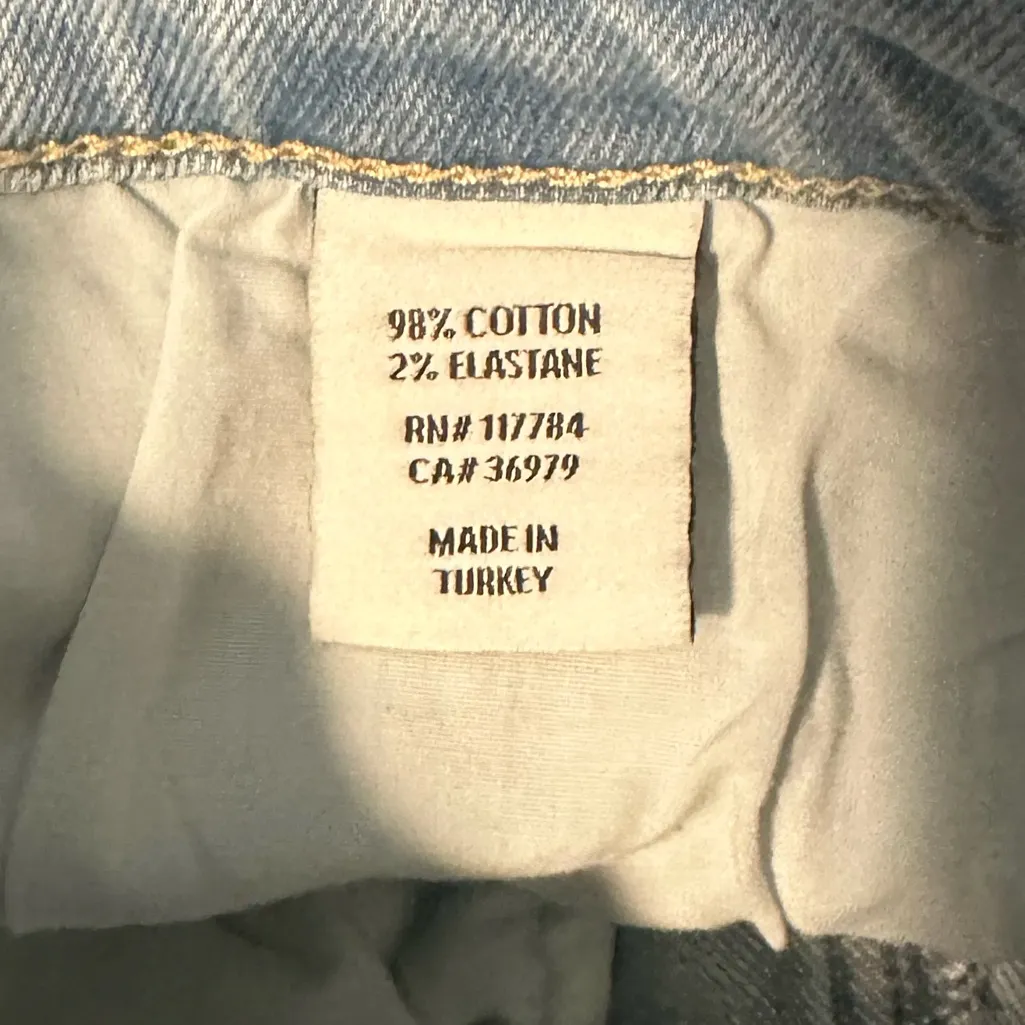 98% COTTON
2% ELASTANE
RN# 117784
CA# 36979
MADE IN
TURKEY